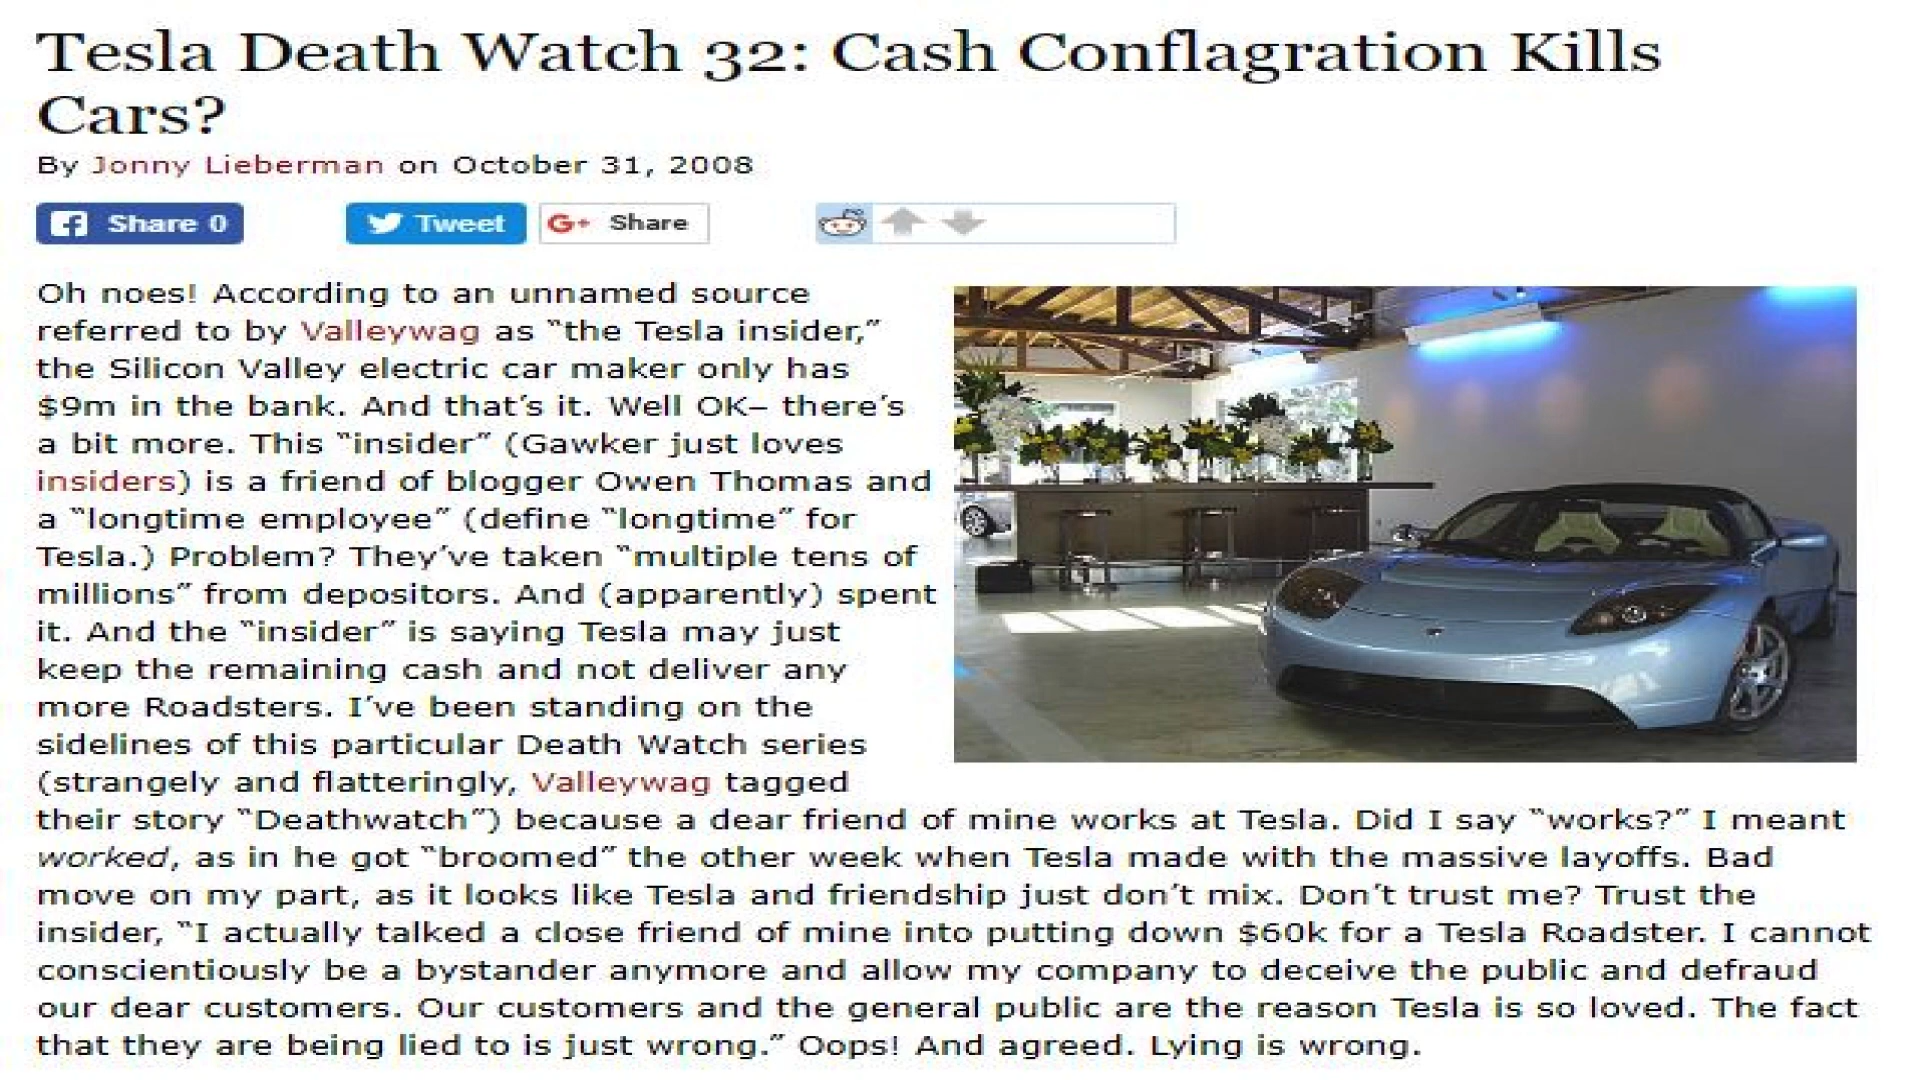 Tesla Death Watch 32: Cash Conflagration Kills
Cars?
By Jonny Lieberman on October 31, 2008
Share 0
Tweet
G+ Share
Oh noes! According to an unnamed source
referred to by Valleywag as “the Tesla insider,”
the Silicon Valley electric car maker only has
$9m in the bank. And that’s it. Well OK– there’s
a bit more. This “insider” (Gawker just loves
insiders) is a friend of blogger Owen Thomas and
a “longtime employee” (define “longtime” for
Tesla.) Problem? They’ve taken “multiple tens of
millions” from depositors. And (apparently) spent
it. And the “insider” is saying Tesla may just
keep the remaining cash and not deliver any
more Roadsters. I’ve been standing on the
sidelines of this particular Death Watch series
(strangely and flatteringly, Valleywag tagged
their story “Deathwatch”) because a dear friend of mine works at Tesla. Did I say “works?” I meant
worked, as in he got “broomed” the other week when Tesla made with the massive layoffs. Bad
move on my part, as it looks like Tesla and friendship just don’t mix. Don’t trust me? Trust the
insider, “I actually talked a close friend of mine into putting down $60k for a Tesla Roadster. I cannot
conscientiously be a bystander anymore and allow my company to deceive the public and defraud
our dear customers. Our customers and the general public are the reason Tesla is so loved. The fact
that they are being lied to is just wrong.” Oops! And agreed. Lying is wrong.